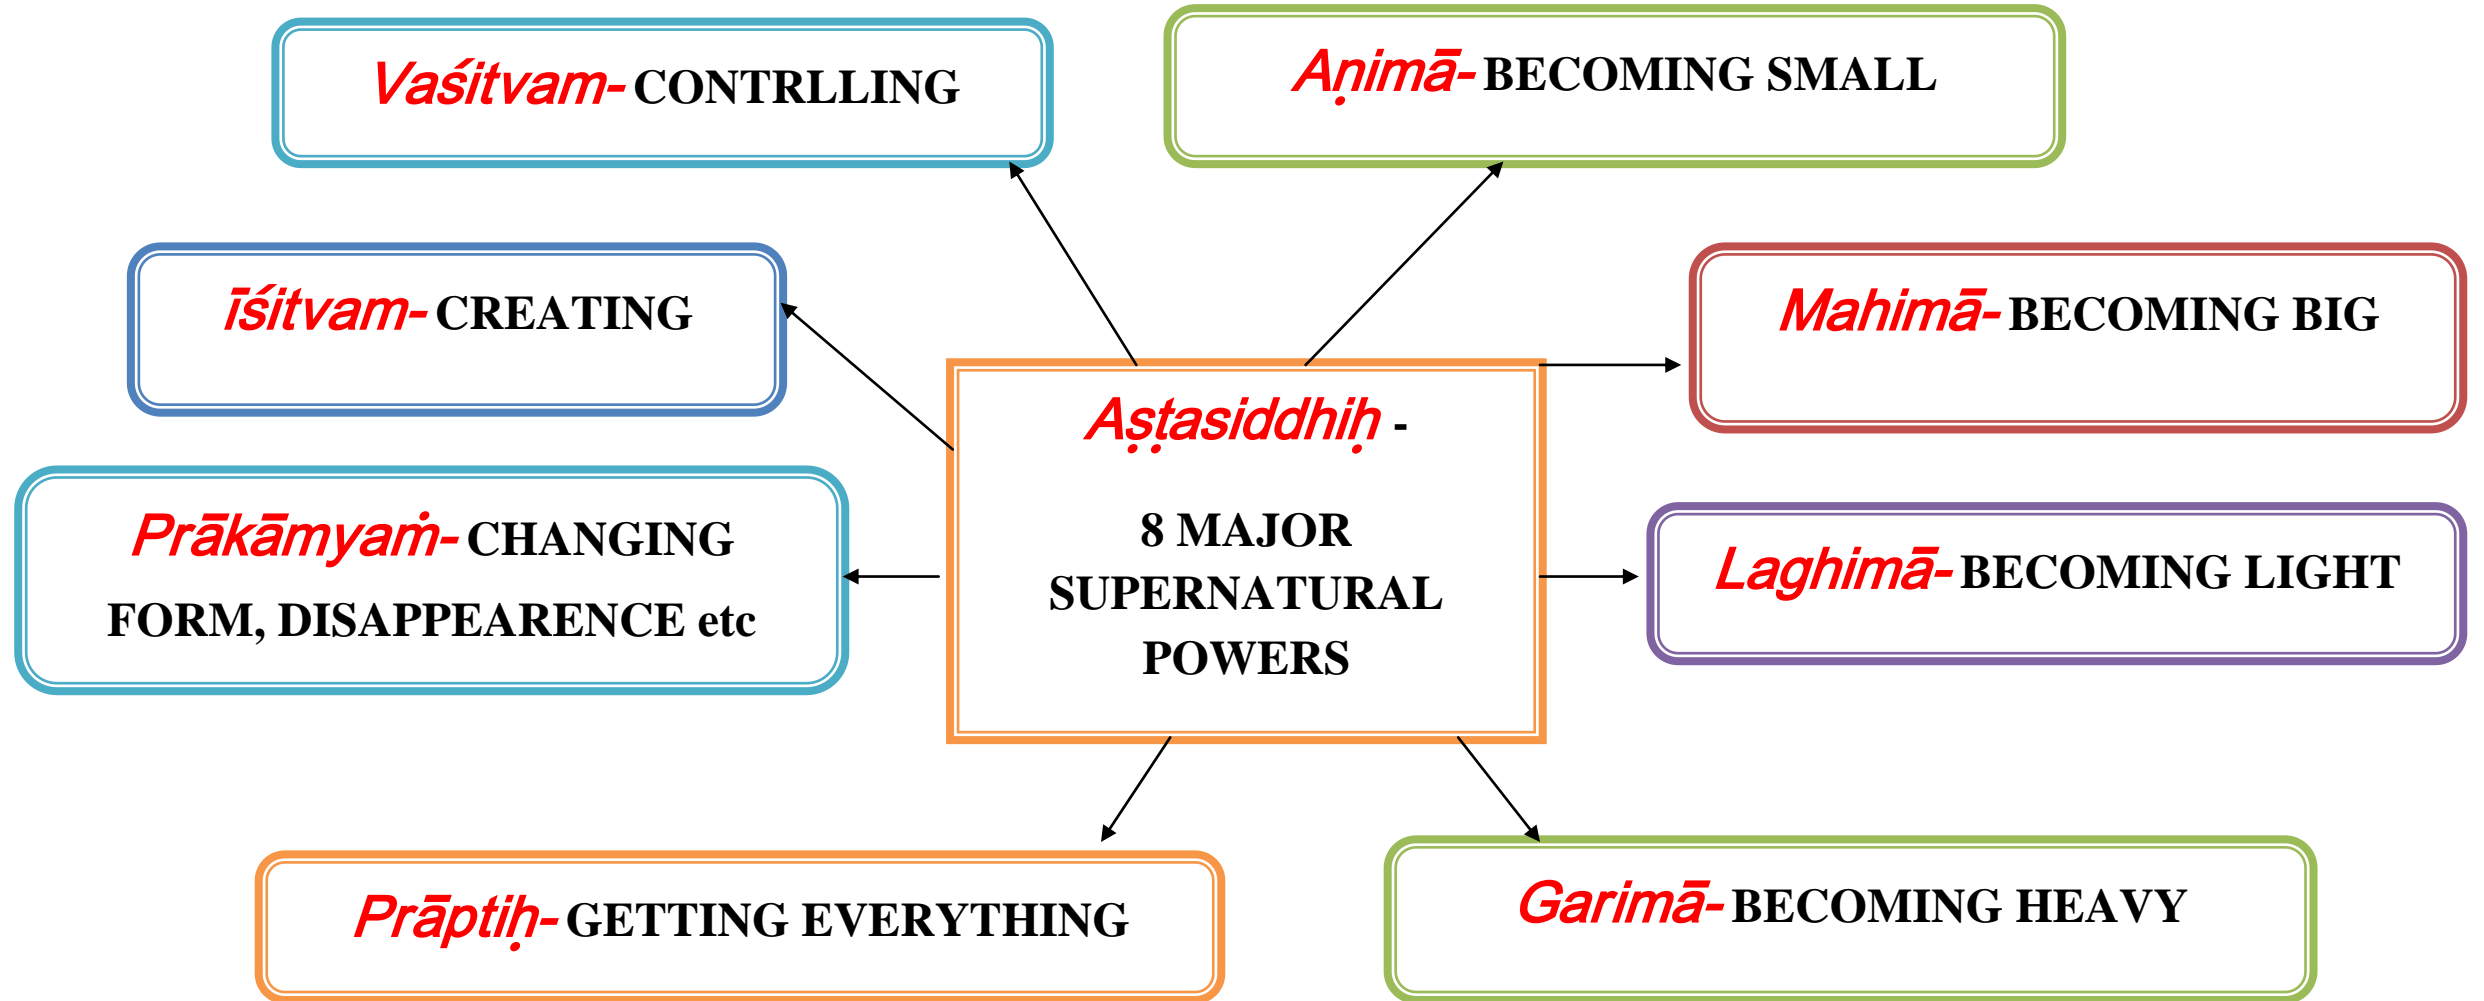 Vaśitvam- CONTRLLING
Aṇimā- BECOMING SMALL
īśitvam- CREATING
Mahimā- BECOMING BIG
Aṣṭasiddhiḥ -
8 MAJOR
SUPERNATURAL
POWERS
Prākāmyaṁ- CHANGING
FORM, DISAPPEARENCE etc
Laghimā- BECOMING LIGHT
Prāptiḥ- GETTING EVERYTHING
Garimā- BECOMING HEAVY